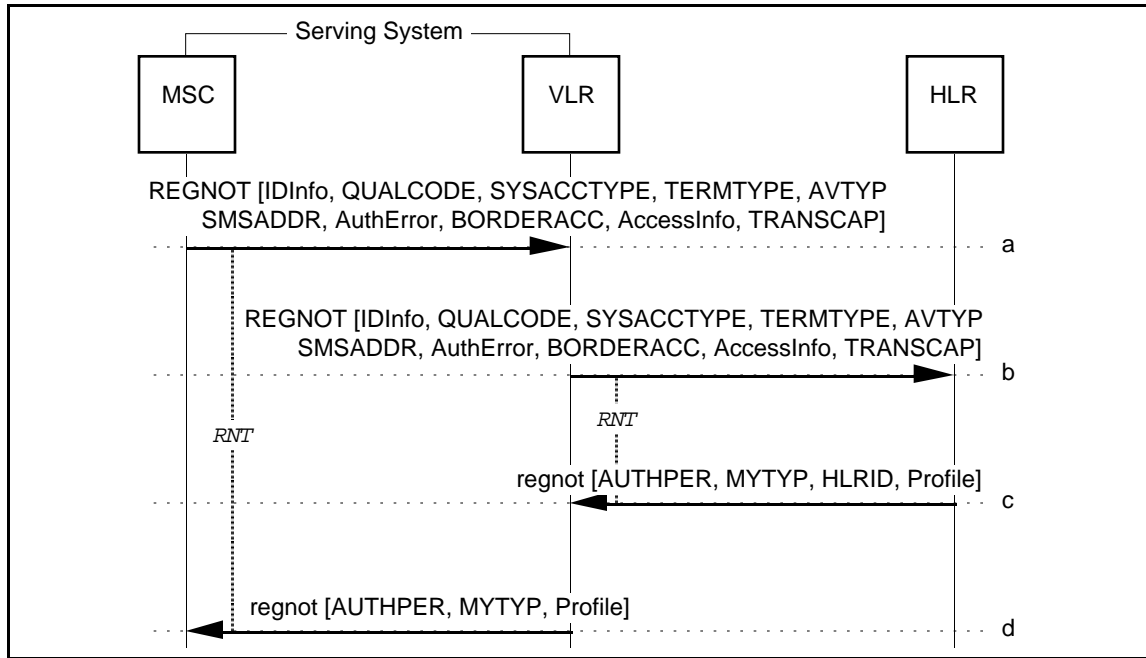 Serving System
MSC
VLR
HLR
REGNOT [IDInfo, QUALCODE, SYSACCTYPE, TERMTYPE, AVTYP
SMSADDR, AuthError, BORDERACC, AccessInfo, TRANSCAP]
a
REGNOT [IDInfo, QUALCODE, SYSACCTYPE, TERMTYPE, AVTYP
SMSADDR, AuthError, BORDERACC, AccessInfo, TRANSCAP]
b
RNT
RNT
regnot [AUTHPER, MYTYP, HLRID, Profile]
c
regnot [AUTHPER, MYTYP, Profile]
d